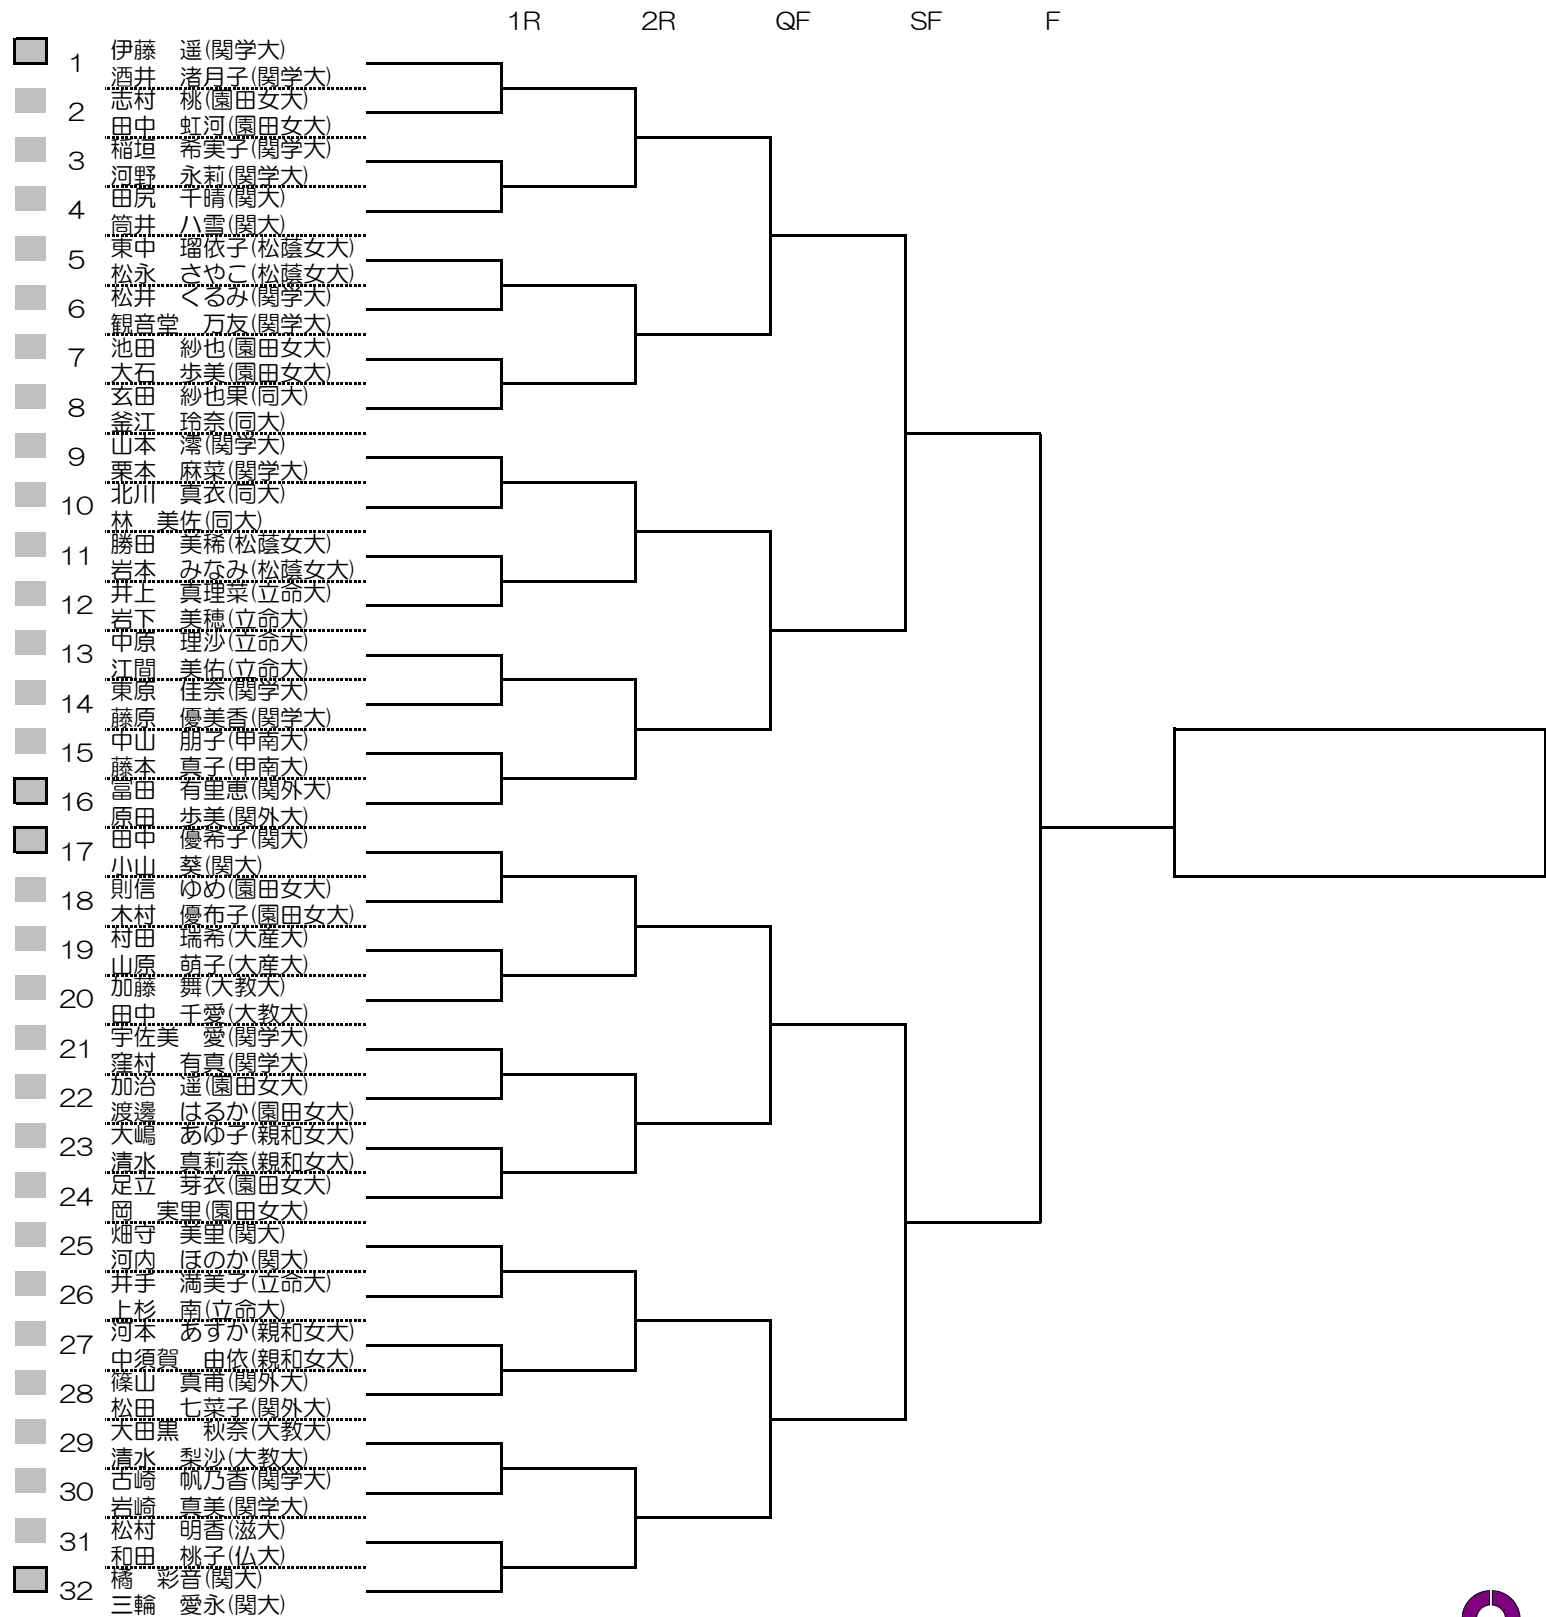 1R 2R QF SF F
1 伊藤　遥(関学大)
酒井　渚月子(関学大)
2 志村　桃(園田女大)
田中　虹河(園田女大)
3 稲垣　希実子(関学大)
河野　永莉(関学大)
4 田尻　千晴(関大)
筒井　八雪(関大)
5 東中　瑠依子(松蔭女大)
松永　さやこ(松蔭女大)
6 松井　くるみ(関学大)
観音堂　万友(関学大)
7 池田　紗也(園田女大)
大石　歩美(園田女大)
8 玄田　紗也果(同大)
釜江　玲奈(同大)
9 山本　澪(関学大)
栗本　麻菜(関学大)
10 北川　真衣(同大)
林　美佐(同大)
11 勝田　美稀(松蔭女大)
岩本　みなみ(松蔭女大)
12 井上　真理菜(立命大)
岩下　美穂(立命大)
13 中原　理沙(立命大)
江間　美佑(立命大)
14 東原　佳奈(関学大)
藤原　優美香(関学大)
15 中山　朋子(甲南大)
藤本　真子(甲南大)
16 冨田　有里恵(関外大)
原田　歩美(関外大)
17 田中　優希子(関大)
小山　葵(関大)
18 則信　ゆめ(園田女大)
木村　優布子(園田女大)
19 村田　瑞希(大産大)
山原　萌子(大産大)
20 加藤　舞(大教大)
田中　千愛(大教大)
21 宇佐美　愛(関学大)
窪村　有真(関学大)
22 加治　遥(園田女大)
渡邊　はるか(園田女大)
23 大嶋　あゆ子(親和女大)
清水　真莉奈(親和女大)
24 足立　芽衣(園田女大)
岡　実里(園田女大)
25 畑守　美里(関大)
河内　ほのか(関大)
26 井手　満美子(立命大)
上杉　南(立命大)
27 河本　あすか(親和女大)
中須賀　由依(親和女大)
28 篠山　真甫(関外大)
松田　七菜子(関外大)
29 大田黒　秋奈(大教大)
清水　梨沙(大教大)
30 古崎　帆乃香(関学大)
岩崎　真美(関学大)
31 松村　明香(滋大)
和田　桃子(仏大)
32 橘　彩音(関大)
三輪　愛永(関大)